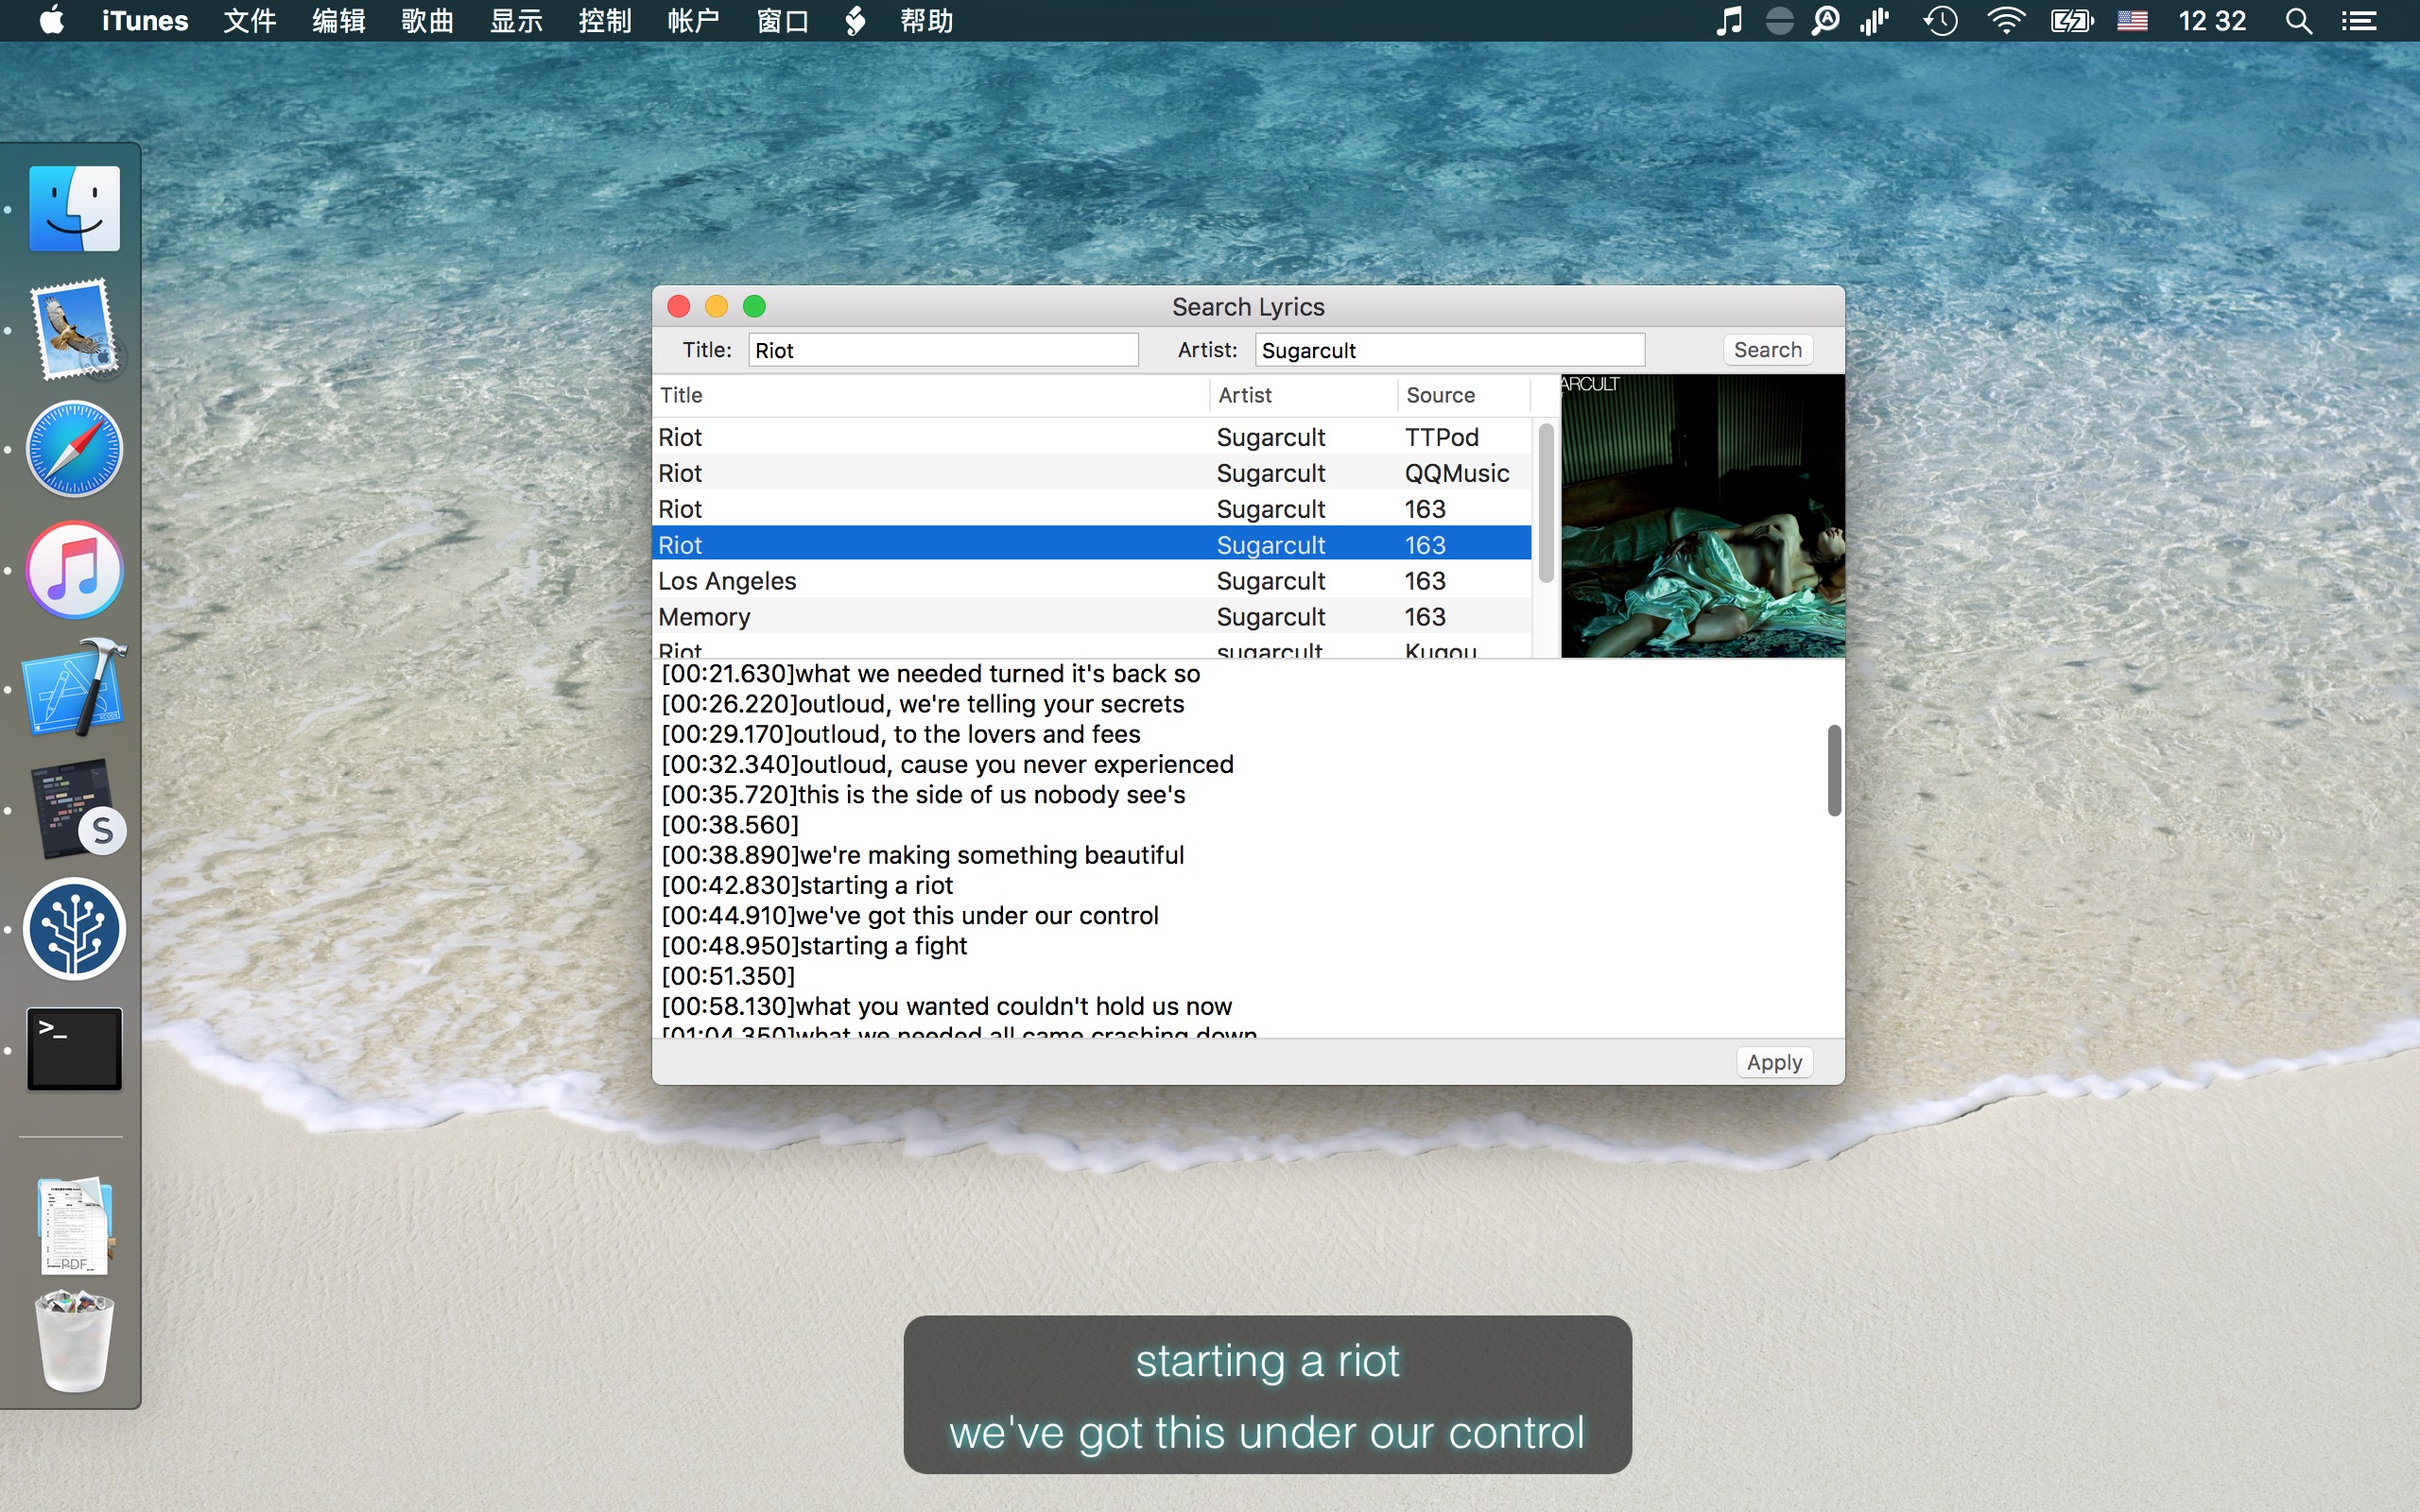 iTunes 文件 编辑 歌曲 显示 控制 帐户 窗口 帮助 12 32
Search Lyrics
Title: Riot Artist: Sugarcult Search
Title Artist Source
ARCULT
Riot Sugarcult TTPod
Riot Sugarcult QQMusic
Riot Sugarcult 163
Riot Sugarcult 163
Los Angeles Sugarcult 163
Memory Sugarcult 163
Riot sugarcult Kugou
[00:21.630]what we needed turned it's back so
[00:26.220]outloud, we're telling your secrets
[00:29.170]outloud, to the lovers and fees
[00:32.340]outloud, cause you never experienced
[00:35.720]this is the side of us nobody see's
[00:38.560]
[00:38.890]we're making something beautiful
[00:42.830]starting a riot
[00:44.910]we've got this under our control
[00:48.950]starting a fight
[00:51.350]
[00:58.130]what you wanted couldn't hold us now
[01:04.350]what we needed all came crashing down
Apply
XCODE
S
>_
PDF
starting a riot
we've got this under our control